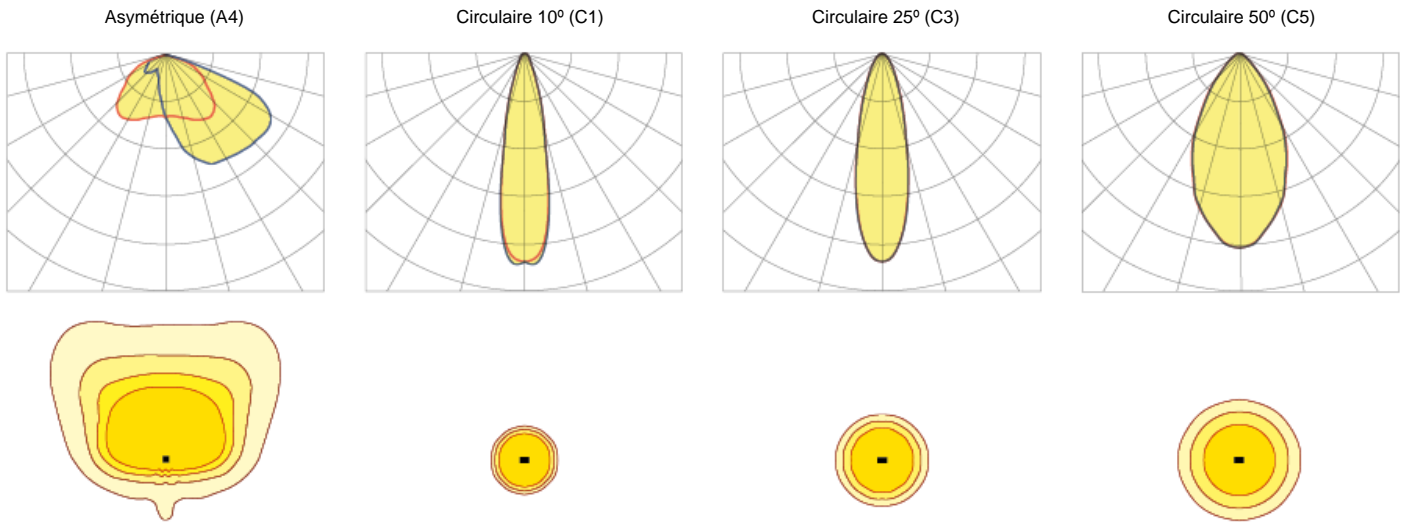 Asymétrique (A4)
Circulaire 10º (C1)
Circulaire 25º (C3)
Circulaire 50º (C5)